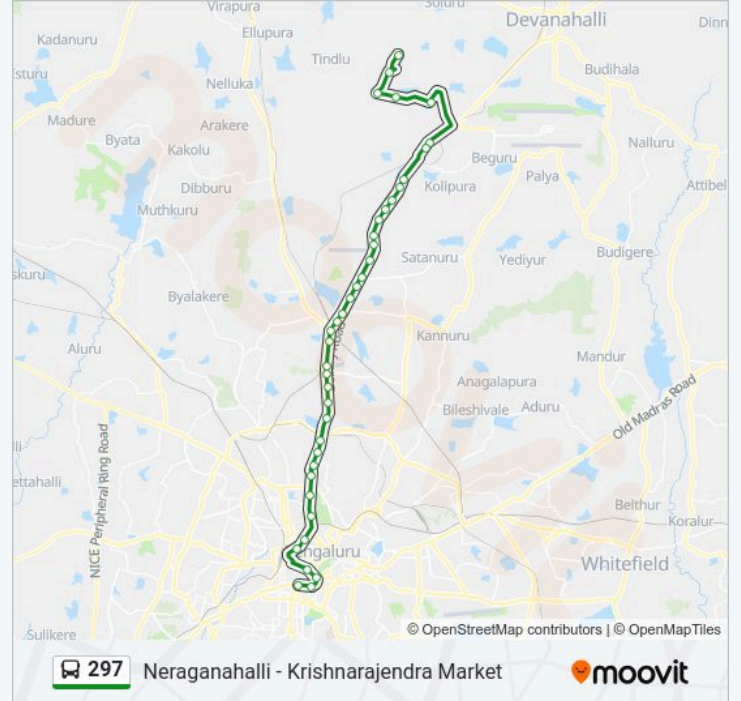 Virapura
Soluru
Devanahalli
Dinn
Kadanuru
Ellupura
Tindlu
Budihala
Isturu
Nelluka
Madure
Arakere
Byata
Kakolu
Nalluru
Beguru
Palya
Dibburu
Kolipura
Attibel
Muthkuru
Satanuru
Yediyur
Budigere
skuru
Byalakere
Kannuru
Aluru
Mandur
Anagalapura
Bileshivale
Aduru
Old Madras Road
ettahalli
NICE Peripheral Ring Road
Belthur
Koralur
ngaluru
Whitefield
Sulikere
© OpenStreetMap contributors | © OpenMapTiles
297 Neraganahalli - Krishnarajendra Market moovit